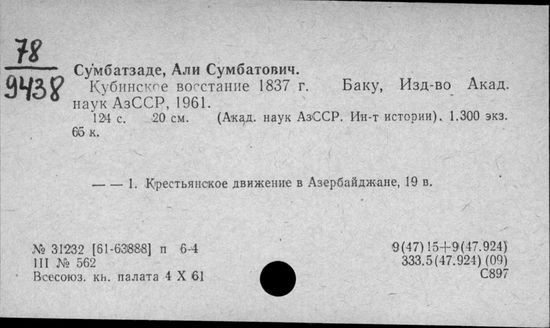 78
9438
Сумбатзаде, Али Сумбатович.
Кубинское восстание 1837 г. Баку, Изд-во Акад.
наук АзССР, 1961.
124 с. 20 см. (Акад. наук АзССР. Ин-т истории). 1.300 экз.
65 к.
— — 1. Крестьянское движение в Азербайджане, 19 в.
№ 31232 [61-63888] п 6-4 9(47)15+9(47.924)
III № 562 333.5(47.924)(09)
Всесоюз. кн. палата 4 X 61 С897